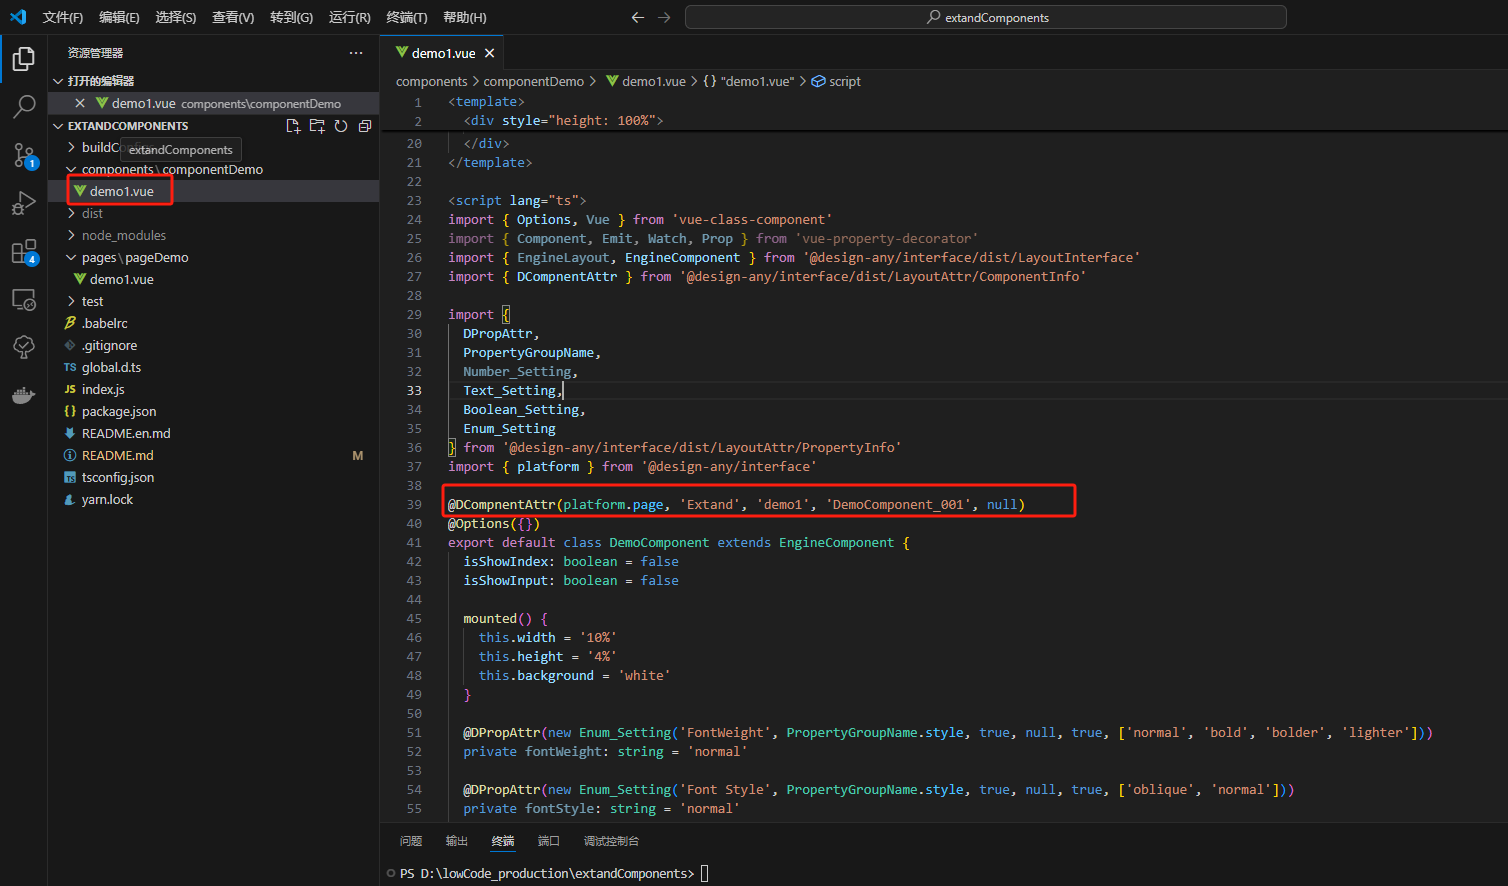 文件(F) 编辑(E) 选择(S) 查看(V) 转到(G) 运行(R) 终端(T) 帮助(H)
extandComponents
资源管理器 ···
打开的编辑器
demo1.vue components\componentDemo
EXTANDCOMPONENTS
extandComponents
components \ componentDemo
demo1.vue
dist
node_modules
pages \ pageDemo
demo1.vue
test
.babelrc
.gitignore
TS global.d.ts
JS index.js
{} package.json
README.en.md
README.md M
TS tsconfig.json
yarn.lock
1
4
demo1.vue
components > componentDemo > demo1.vue > {} "demo1.vue" > script
1 <template>
2 <div style="height: 100%">
20 </div>
21 </template>
22
23 <script lang="ts">
24 import { Options, Vue } from 'vue-class-component'
25 import { Component, Emit, Watch, Prop } from 'vue-property-decorator'
26 import { EngineLayout, EngineComponent } from '@design-any/interface/dist/LayoutInterface'
27 import { DCompnentAttr } from '@design-any/interface/dist/LayoutAttr/ComponentInfo'
28
29 import {
30 DPropAttr,
31 PropertyGroupName,
32 Number_Setting,
33 Text_Setting,
34 Boolean_Setting,
35 Enum_Setting
36 } from '@design-any/interface/dist/LayoutAttr/PropertyInfo'
37 import { platform } from '@design-any/interface'
38
39 @DCompnentAttr(platform.page, 'Extand', 'demo1', 'DemoComponent_001', null)
40 @Options({})
41 export default class DemoComponent extends EngineComponent {
42 isShowIndex: boolean = false
43 isShowInput: boolean = false
44
45 mounted() {
46 this.width = '10%'
47 this.height = '4%'
48 this.background = 'white'
49 }
50
51 @DPropAttr(new Enum_Setting('FontWeight', PropertyGroupName.style, true, null, true, ['normal', 'bold', 'bolder', 'lighter']))
52 private fontWeight: string = 'normal'
53
54 @DPropAttr(new Enum_Setting('Font Style', PropertyGroupName.style, true, null, true, ['oblique', 'normal']))
55 private fontStyle: string = 'normal'
问题 输出 终端 端口 调试控制台
PS D:\lowCode_production\extandComponents>